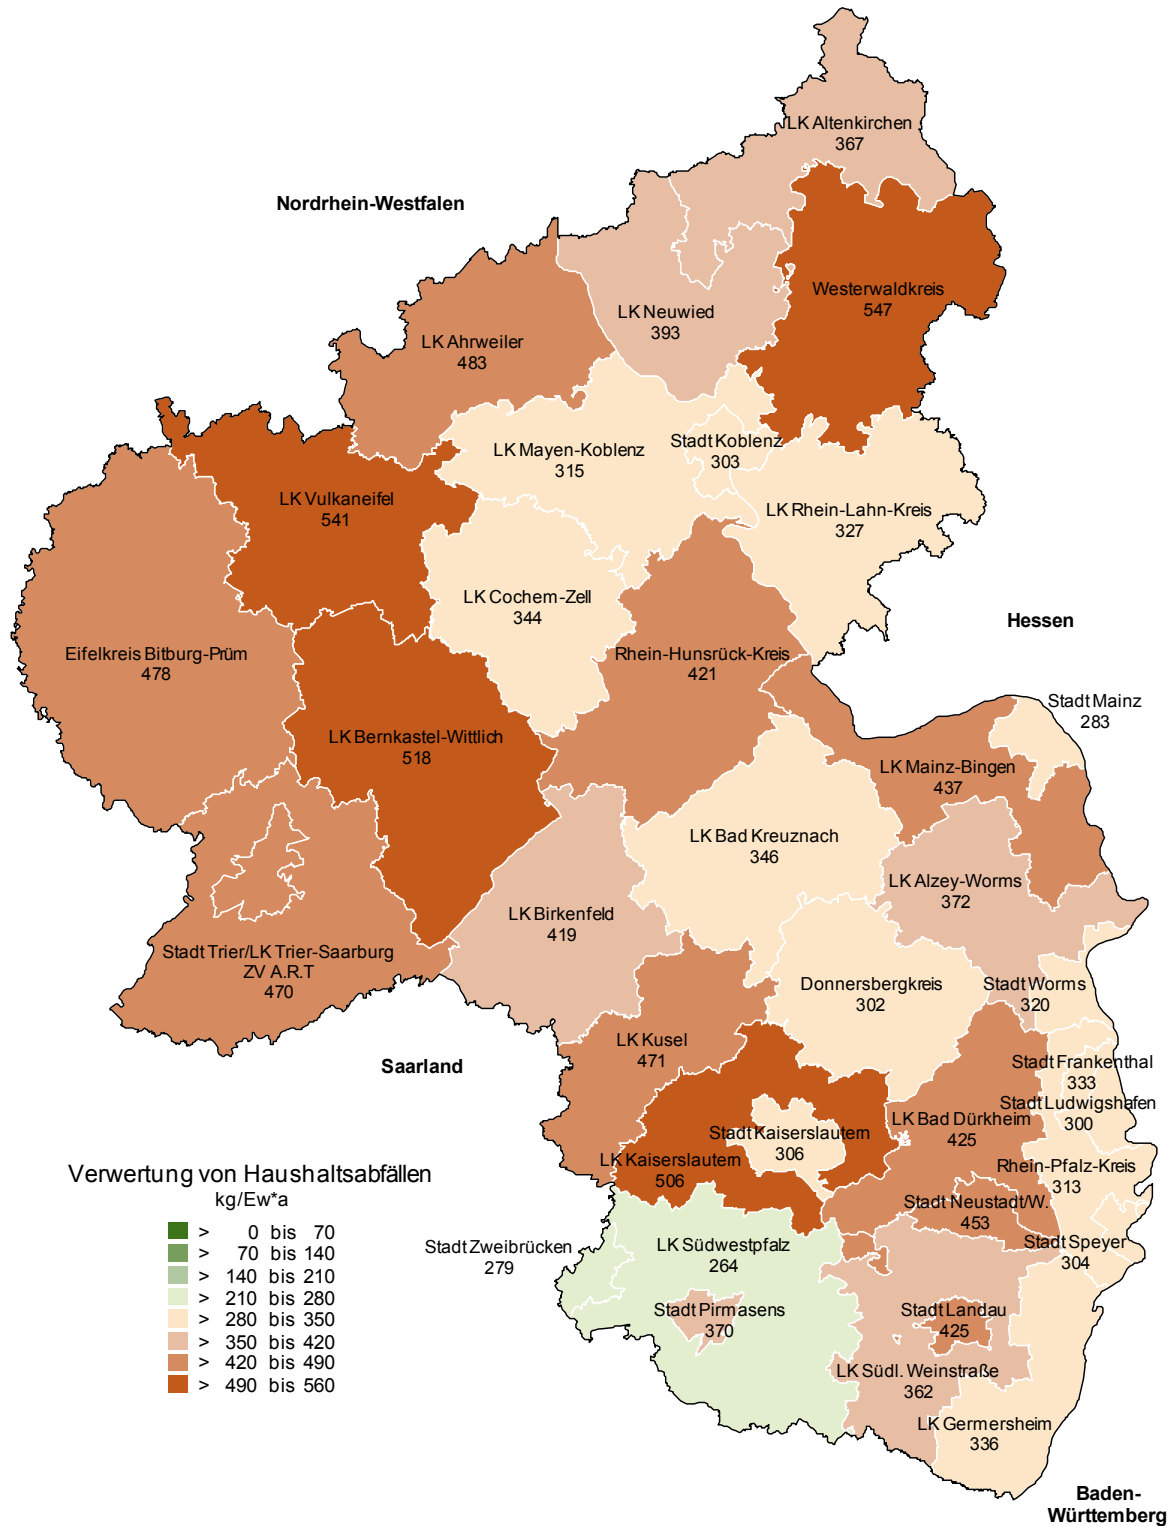 LK Altenkirchen
367
Nordrhein-Westfalen
Westerwaldkreis
547
LK Neuwied
393
LK Ahrweiler
483
Stadt Koblenz
303
LK Mayen-Koblenz
315
LK Vulkaneifel
541
LK Rhein-Lahn-Kreis
327
LK Cochem-Zell
344
Hessen
Eifelkreis Bitburg-Prüm
478
Rhein-Hunsrück-Kreis
421
Stadt Mainz
283
LK Bernkastel-Wittlich
518
LK Mainz-Bingen
437
LK Bad Kreuznach
346
LK Alzey-Worms
372
LK Birkenfeld
419
Stadt Trier/LK Trier-Saarburg
ZV A.R.T
470
Donnersbergkreis
302
Stadt Worms
320
LK Kusel
471
Saarland
Stadt Frankenthal
333
Stadt Ludwigshafen
300
LK Bad Dürkheim
425
Stadt Kaiserslautern
306
LK Kaiserslautern
506
Rhein-Pfalz-Kreis
313
Stadt Neustadt/W.
453
Stadt Speyer
304
Stadt Zweibrücken
279
LK Südwestpfalz
264
Stadt Pirmasens
370
Stadt Landau
425
LK Südl. Weinstraße
362
LK Germersheim
336
Baden-
Württemberg
Verwertung von Haushaltsabfällen
kg/Ew*a
> 0 bis 70
> 70 bis 140
> 140 bis 210
> 210 bis 280
> 280 bis 350
> 350 bis 420
> 420 bis 490
> 490 bis 560